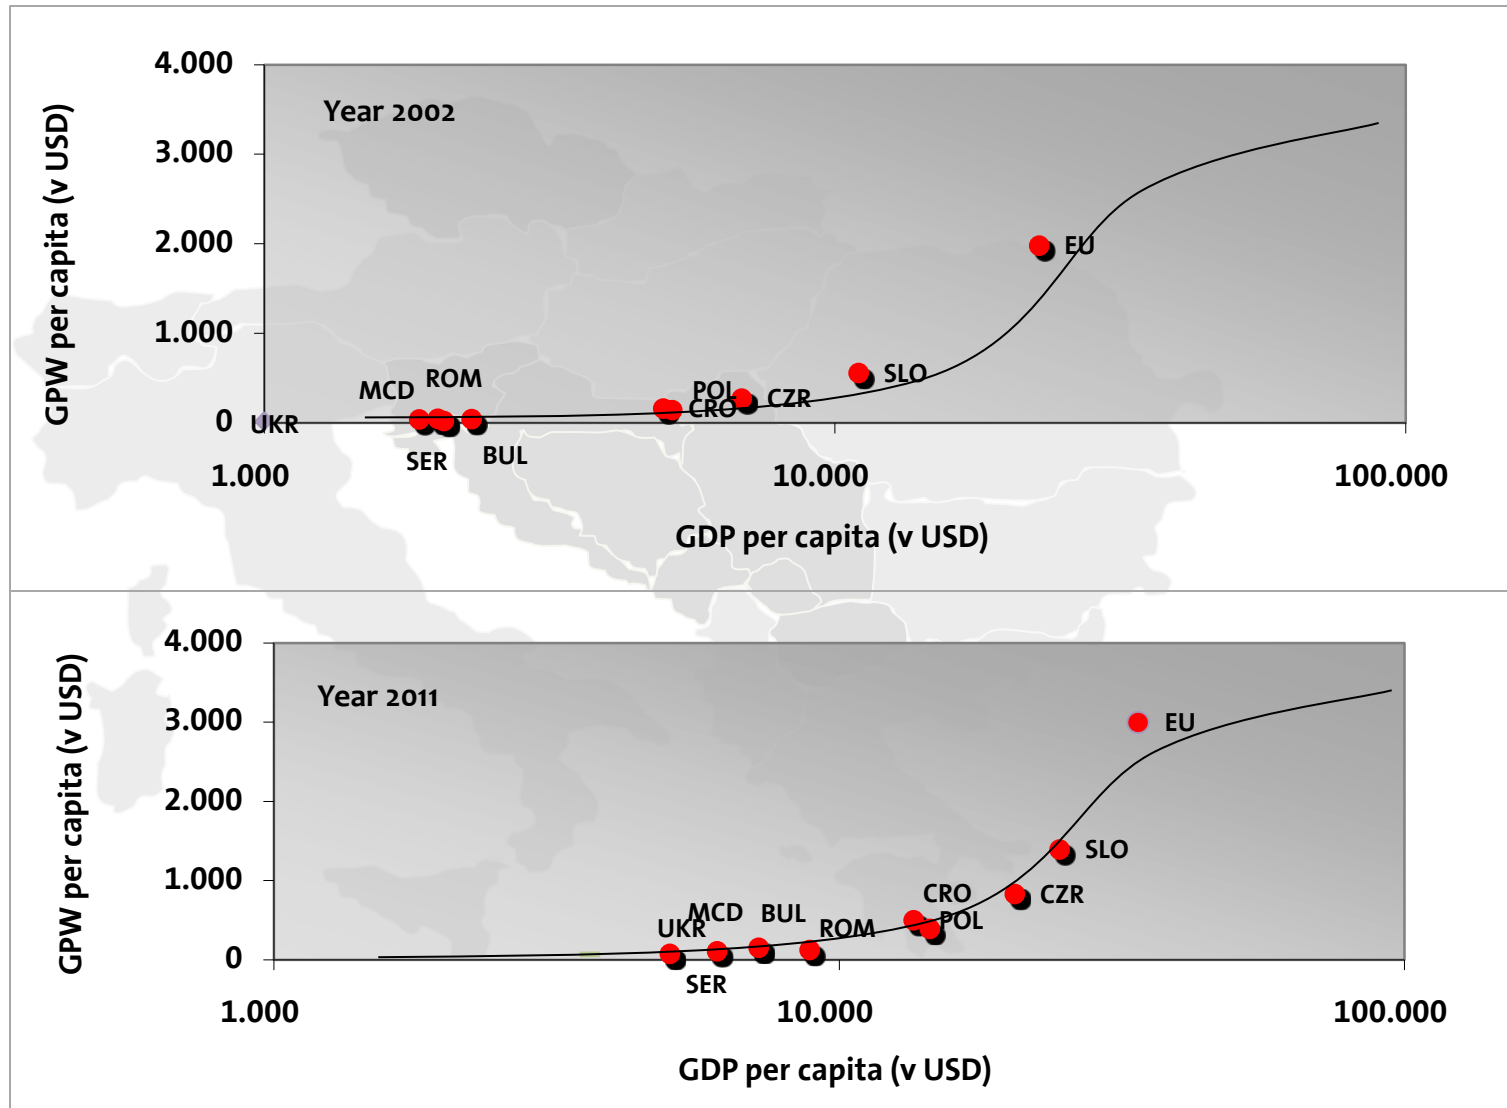 4.000
Year 2002
3.000
GPW per capita (v USD)
2.000
EU
1.000
SLO
ROM
MCD
POL
CZR
CRO
0
UKR
SER
BUL
1.000
10.000
100.000
GDP per capita (v USD)
4.000
Year 2011
3.000
EU
GPW per capita (v USD)
2.000
SLO
1.000
CRO
CZR
MCD
BUL
POL
UKR
ROM
0
SER
1.000
10.000
100.000
GDP per capita (v USD)